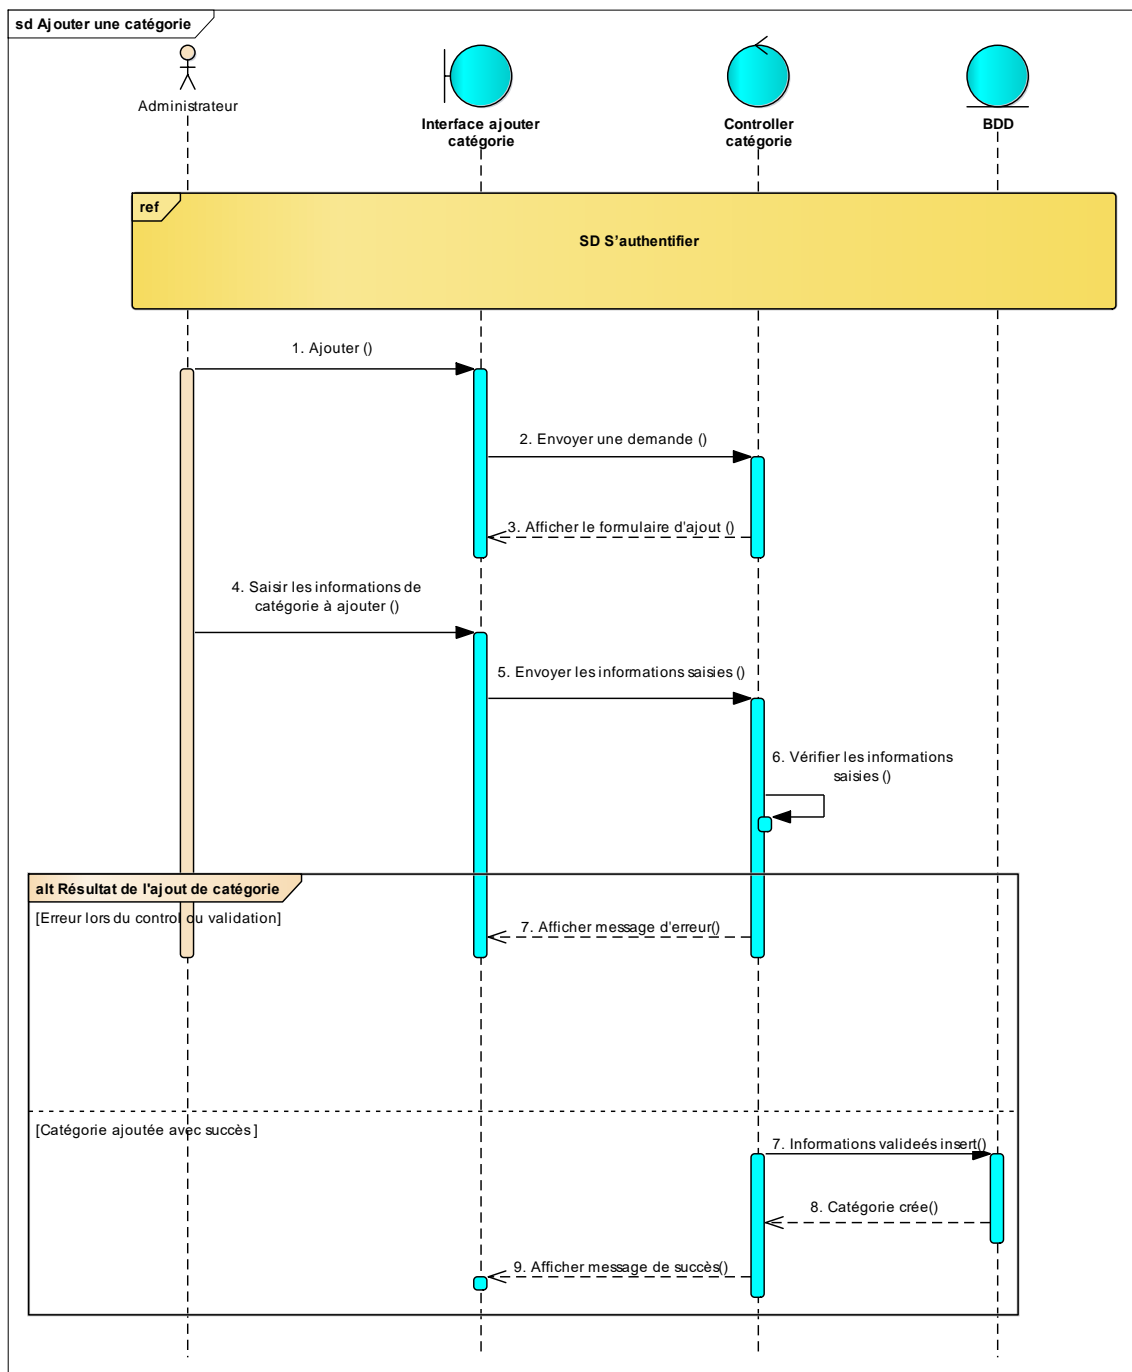 sd Ajouter une catégorie
Administrateur
Interface ajouter
catégorie
Controller
catégorie
BDD
ref
SD S'authentifier
1. Ajouter ()
2. Envoyer une demande ()
3. Afficher le formulaire d'ajout ()
4. Saisir les informations de
catégorie à ajouter ()
5. Envoyer les informations saisies ()
6. Vérifier les informations
saisies ()
alt Résultat de l'ajout de catégorie
[Erreur lors du control ou validation]
7. Afficher message d'erreur()
[Catégorie ajoutée avec succès ]
7. Informations valideés insert()
8. Catégorie crée()
9. Afficher message de succès()